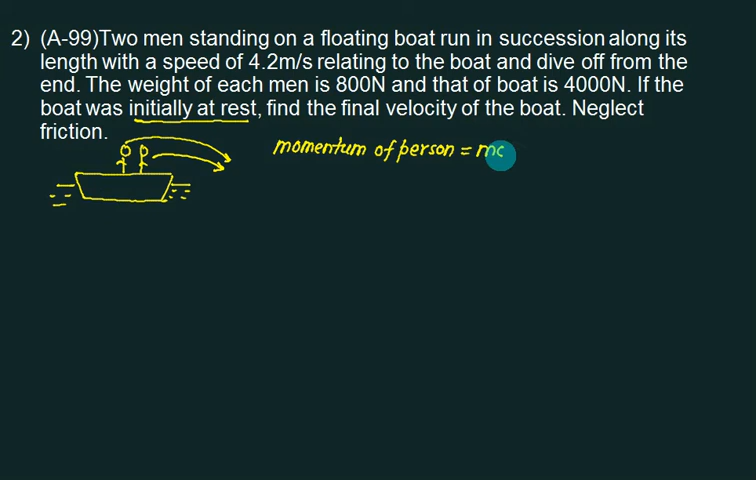 2) (A-99)Two men standing on a floating boat run in succession along its
length with a speed of 4.2m/s relating to the boat and dive off from the
end. The weight of each men is 800N and that of boat is 4000N. If the
boat was initially at rest, find the final velocity of the boat. Neglect
friction.
momentum of person = mc